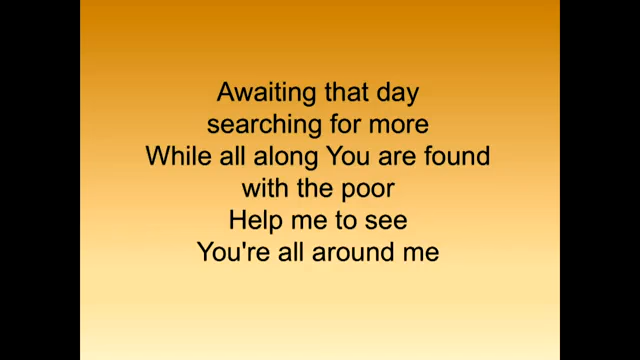 Awaiting that day
searching for more
While all along You are found
with the poor
Help me to see
You're all around me